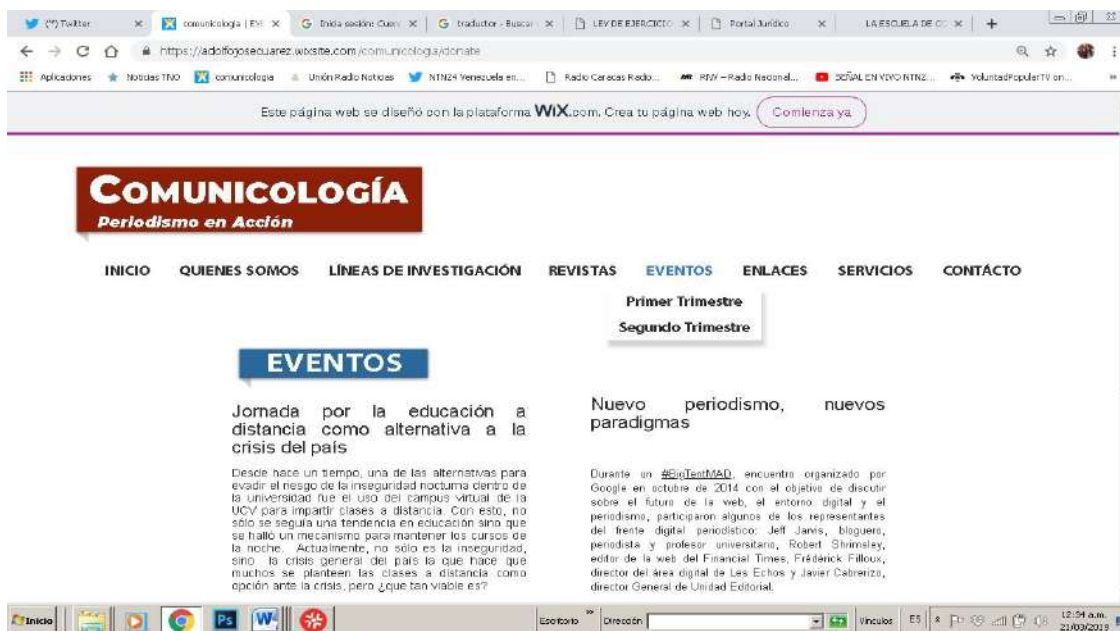 (*) Twitter
comunicologia | EVE
G Inicia sesión: Cuen
traductor - Buscar
LEY DE EJERCICIO
Portal Jurídico
LA ESCUELA DE CO
https://adolfojosecuarez.wixsite.com/comunicologia/donate
Aplicaciones Noticias TNO comunicologia Unión Radio Noticias NTN24 Venezuela en... Radio Caracas Radio... RNV – Radio Nacional... SEÑAL EN VIVO NTN2... VoluntadPopularTV on...
Este página web se diseñó con la plataforma WiX.com. Crea tu página web hoy. Comienza ya
COMUNICOLOGÍA
Periodismo en Acción
INICIO QUIENES SOMOS LÍNEAS DE INVESTIGACIÓN REVISTAS EVENTOS ENLACES SERVICIOS CONTÁCTO
Primer Trimestre
Segundo Trimestre
EVENTOS
Jornada por la educación a
distancia como alternativa a la
crisis del país
Desde hace un tiempo, una de las alternativas para
evadir el riesgo de la inseguridad nocturna dentro de
la universidad fue el uso del campus virtual de la
UCV para impartir clases a distancia. Con esto, no
sólo se seguía una tendencia en educación sino que
se halló un mecanismo para mantener los cursos de
la noche. Actualmente, no sólo es la inseguridad,
sino la crisis general del país la que hace que
muchos se planteen las clases a distancia como
opción ante la crisis, pero ¿que tan viable es?
Nuevo periodismo, nuevos
paradigmas
Durante un #BigTentMAD, encuentro organizado por
Google en octubre de 2014 con el objetivo de discutir
sobre el futuro de la web, el entorno digital y el
periodismo, participaron algunos de los representantes
del frente digital periodístico: Jeff Jarvis, bloguero,
periodista y profesor universitario, Robert Shrimsley,
editor de la web del Financial Times, Frédérick Filloux,
director del área digital de Les Echos y Javier Cabrerizo,
director General de Unidad Editorial.
Inicio Ps W Escritorio Dirección Vínculos ES 12:34 a.m.
21/03/2019